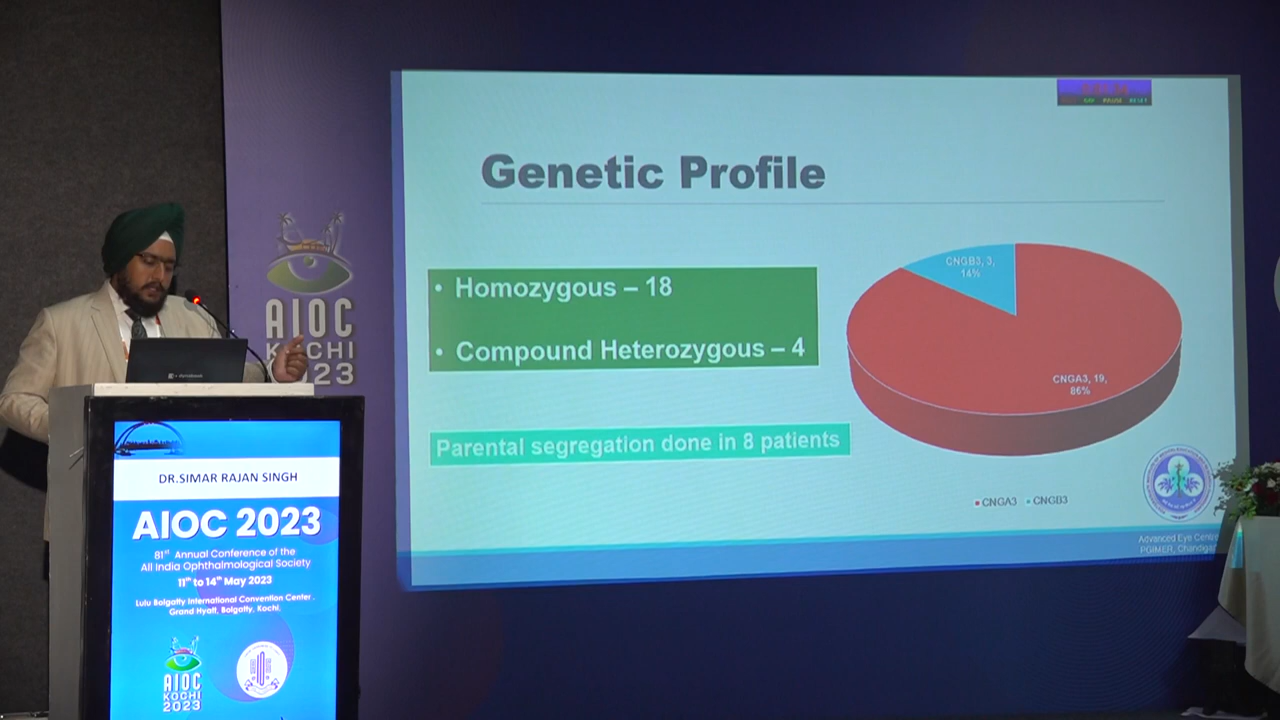 Genetic Profile
• Homozygous – 18
• Compound Heterozygous – 4
Parental segregation done in 8 patients
CNGB3, 3,
14%
CNGA3, 19,
86%
CNGA3 CNGB3
Advanced Eye Centre
PGIMER, Chandigarh
PAUSE RESET
AIOC
KOCHI
2023
DR.SIMAR RAJAN SINGH
AIOC 2023
81st Annual Conference of the
All India Ophthalmological Society
11th to 14th May 2023
Lulu Bolgatty International Convention Center .
Grand Hyatt, Bolgatty, Kochi.
AIOC
KOCHI
2023